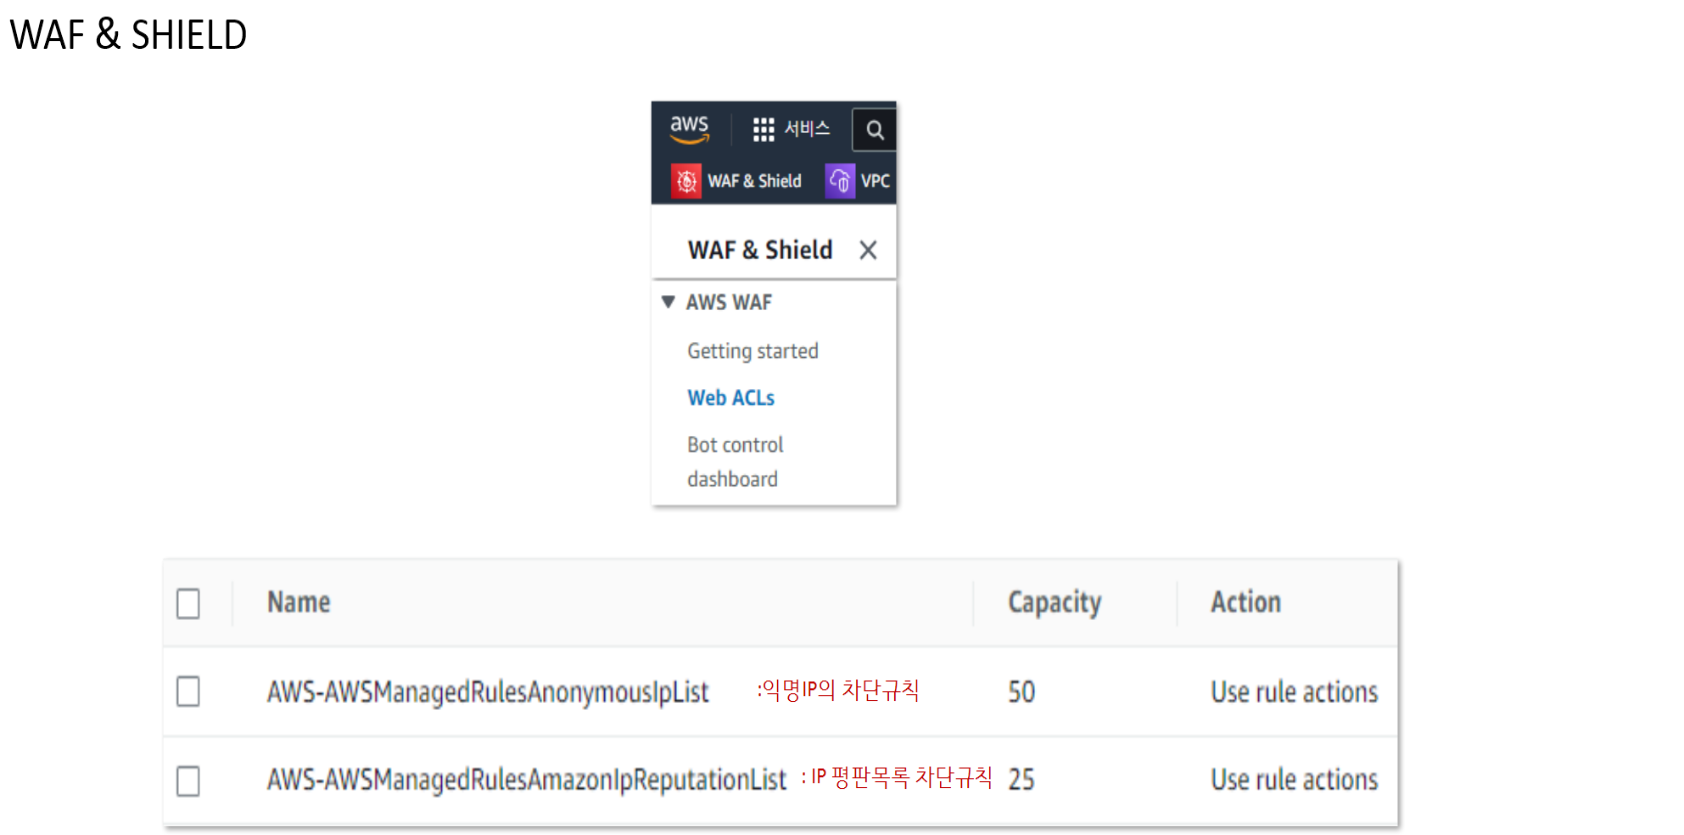 WAF & SHIELD
aws 서비스
WAF & Shield VPC
WAF & Shield
AWS WAF
Getting started
Web ACLs
Bot control
dashboard
Name Capacity Action
AWS-AWSManagedRulesAnonymousIpList :익명IP의 차단규칙 50 Use rule actions
AWS-AWSManagedRulesAmazonIpReputationList : IP 평판목록 차단규칙 25 Use rule actions